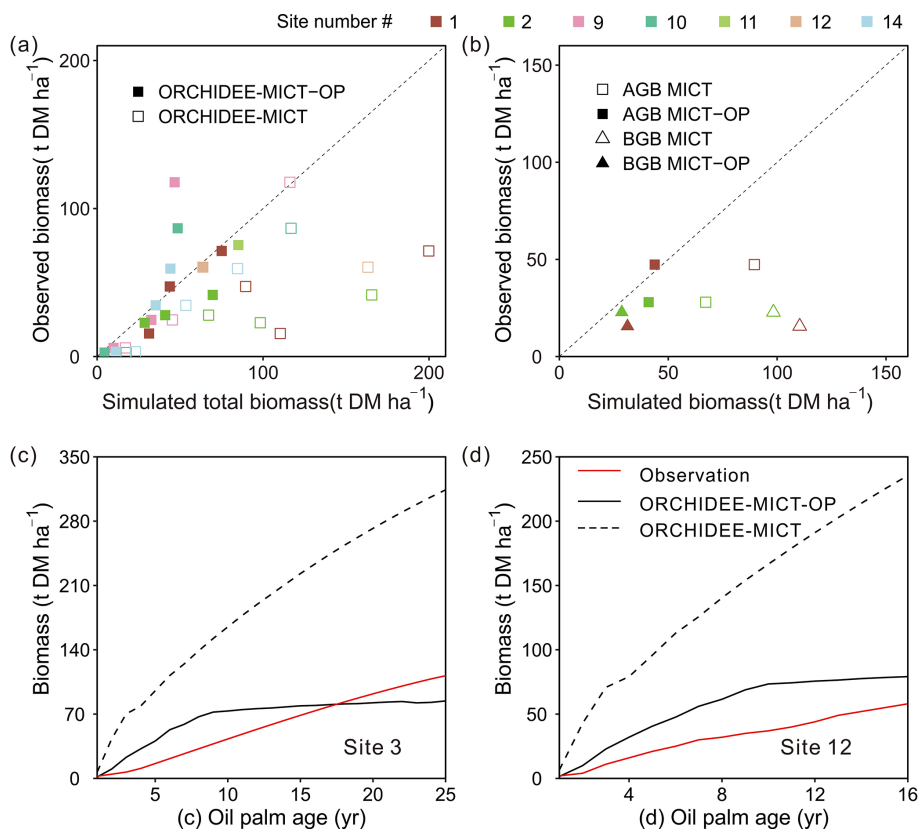 Site number # 1 2 9 10 11 12 14
(a) (b)
ORCHIDEE-MICT−OP
ORCHIDEE-MICT
AGB MICT
AGB MICT−OP
BGB MICT
BGB MICT−OP
Observed biomass( t DM ha⁻¹)
200
100
0
0 100 200
Simulated total biomass(t DM ha⁻¹)
Observed biomass( t DM ha⁻¹)
150
100
50
0
0 50 100 150
Simulated biomass(t DM ha⁻¹)
(c) (d)
Biomass (t DM ha⁻¹)
350
280
210
140
70
0
5 10 15 20 25
Site 3
(c) Oil palm age (yr)
Biomass (t DM ha⁻¹)
250
200
150
100
50
0
4 8 12 16
Observation
ORCHIDEE-MICT-OP
ORCHIDEE-MICT
Site 12
(d) Oil palm age (yr)